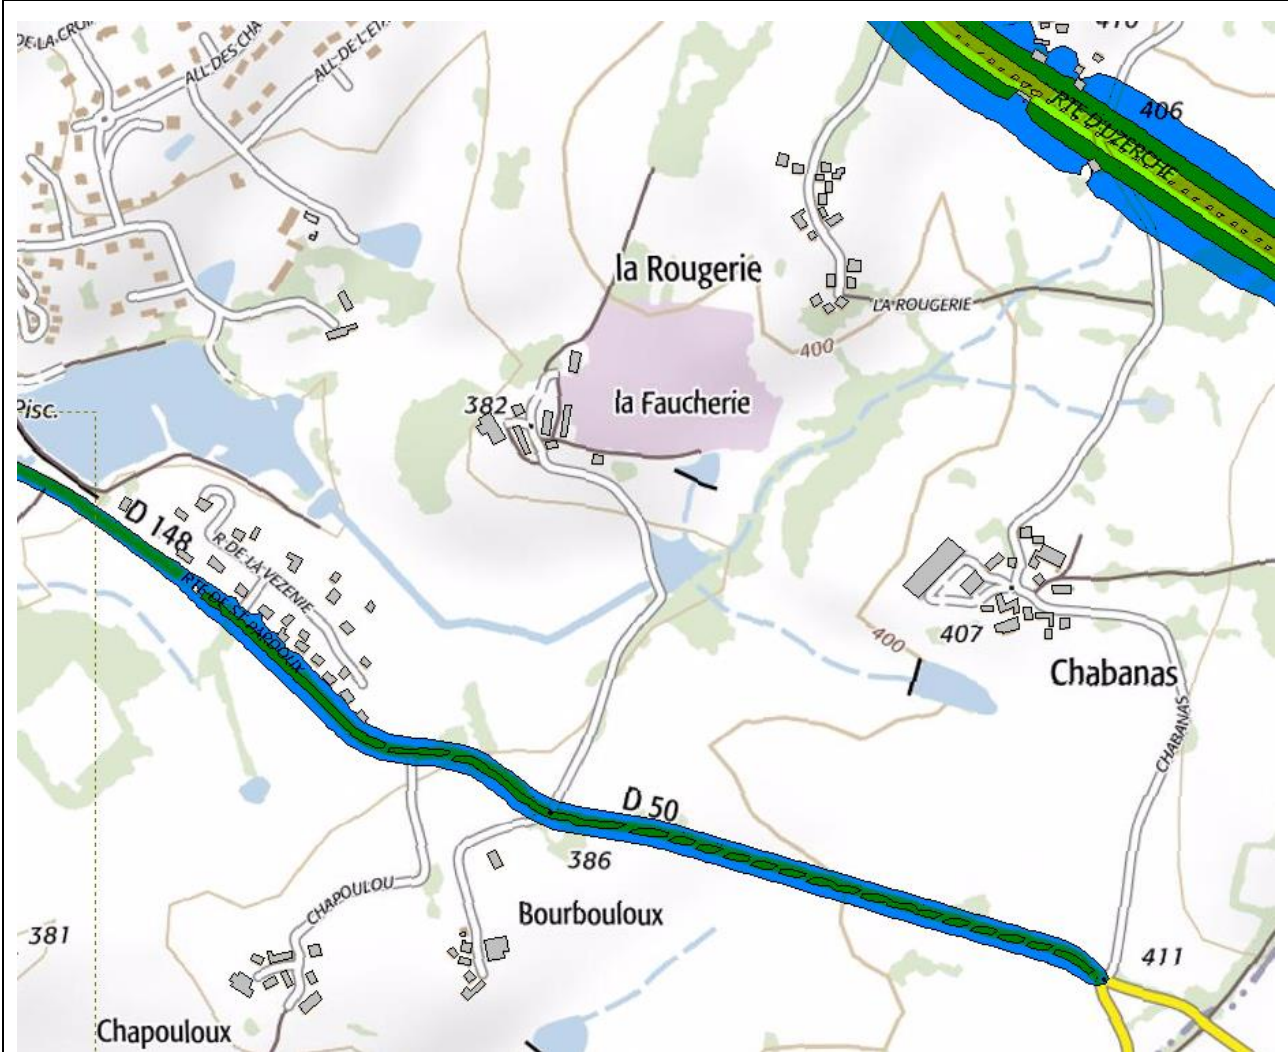 DE LA CROI
ALL DES CHA
ALL DE L'ETA
410
406
RTE D'UZERCHE
la Rougerie
LA ROUGERIE
400
382
la Faucherie
Pisc.
D 148
R DE LA VEZENIE
RTE DE ST PARDOUX
400
407
Chabanas
CHABANAS
D 50
386
CHAPOULOU
Bourbouloux
381
411
Chapouloux